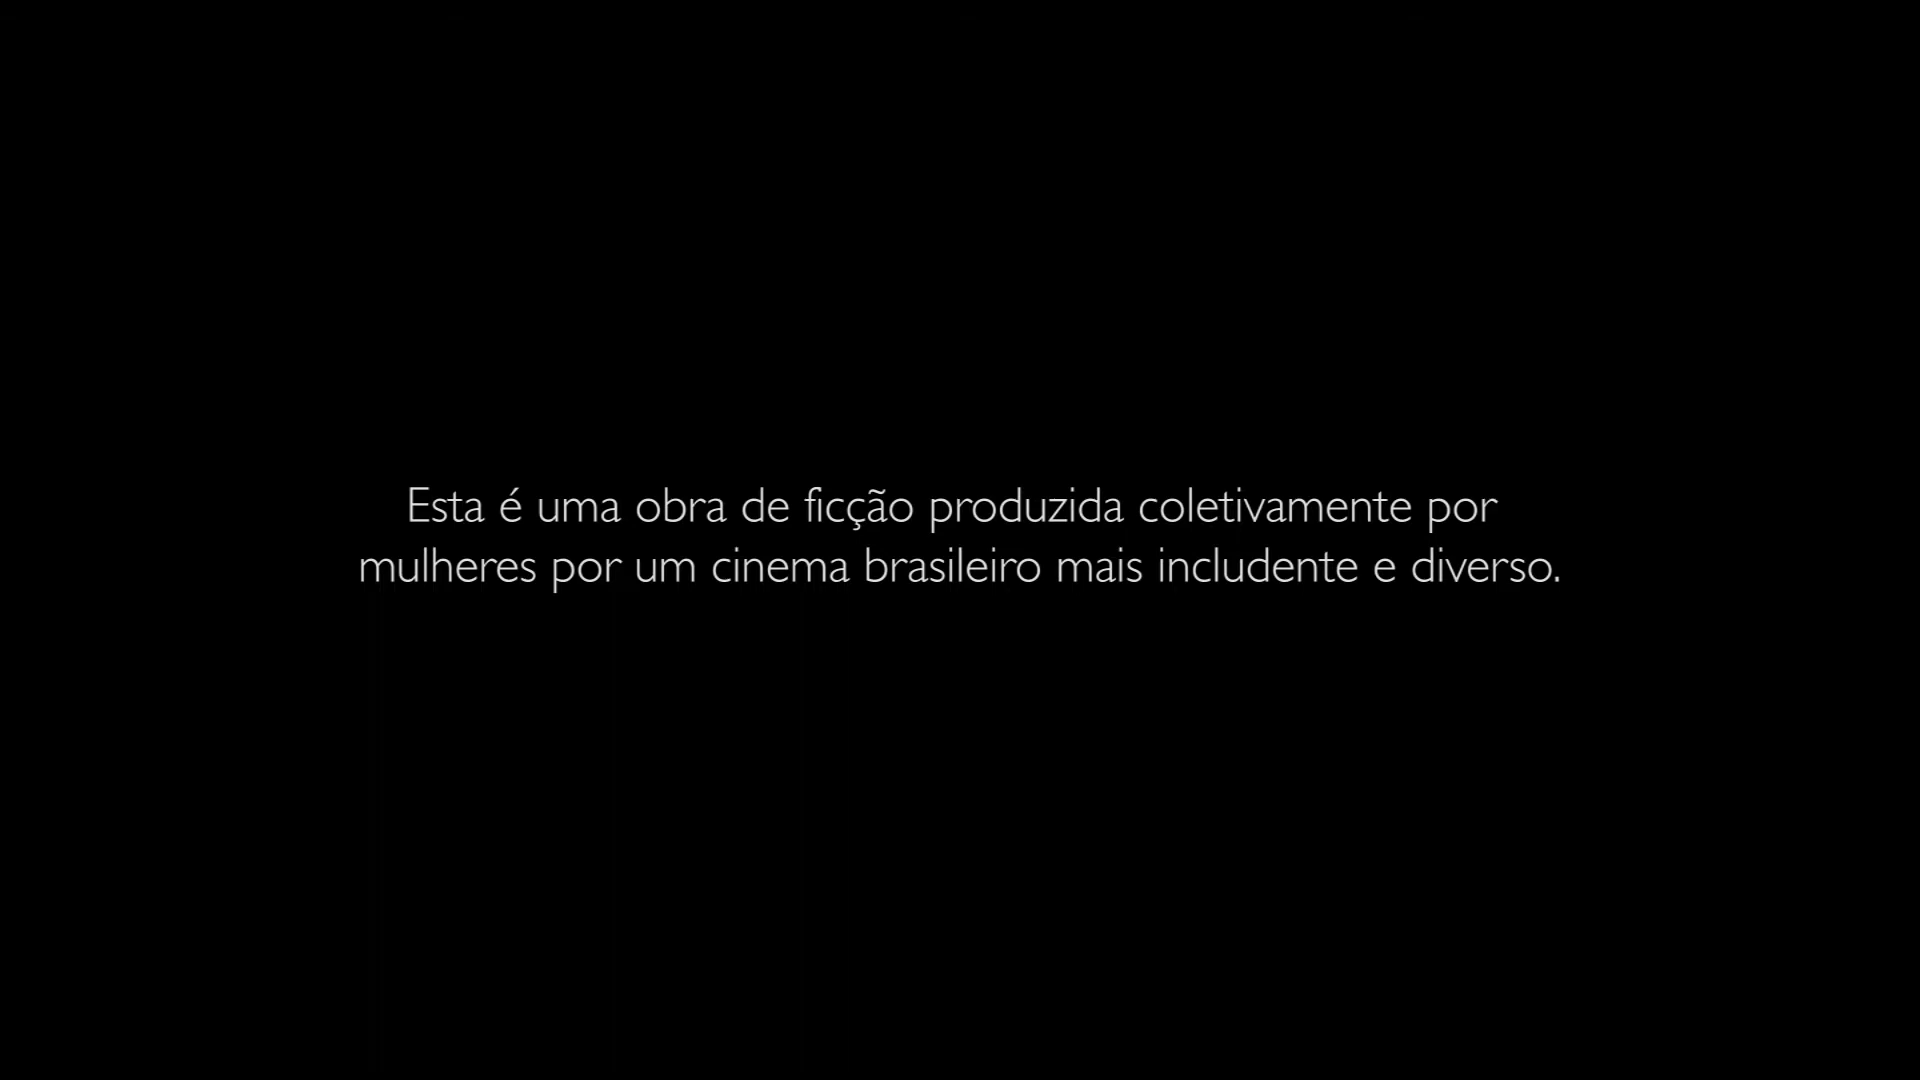 Esta é uma obra de ficção produzida coletivamente por
mulheres por um cinema brasileiro mais includente e diverso.